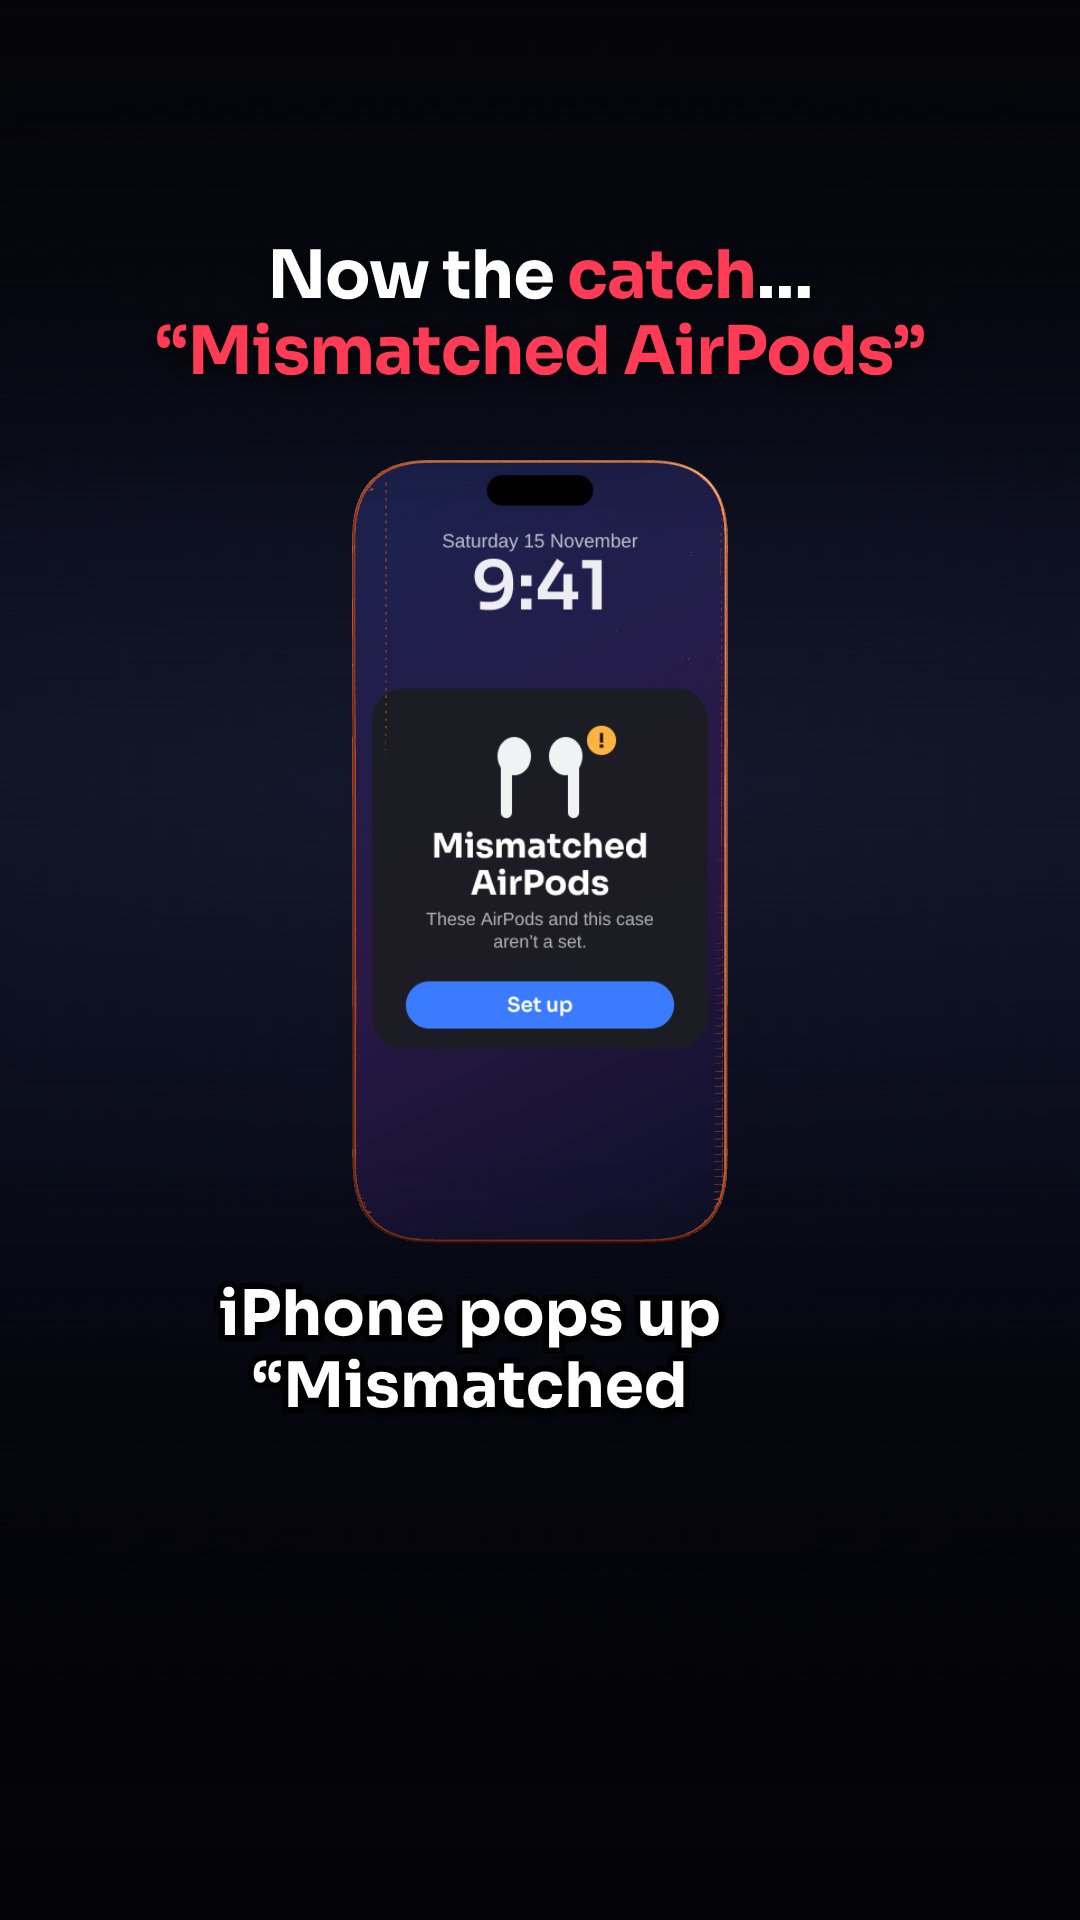 Now the catch...
“Mismatched AirPods”
Saturday 15 November
9:41
!
Mismatched
AirPods
These AirPods and this case
aren’t a set.
Set up
iPhone pops up
“Mismatched